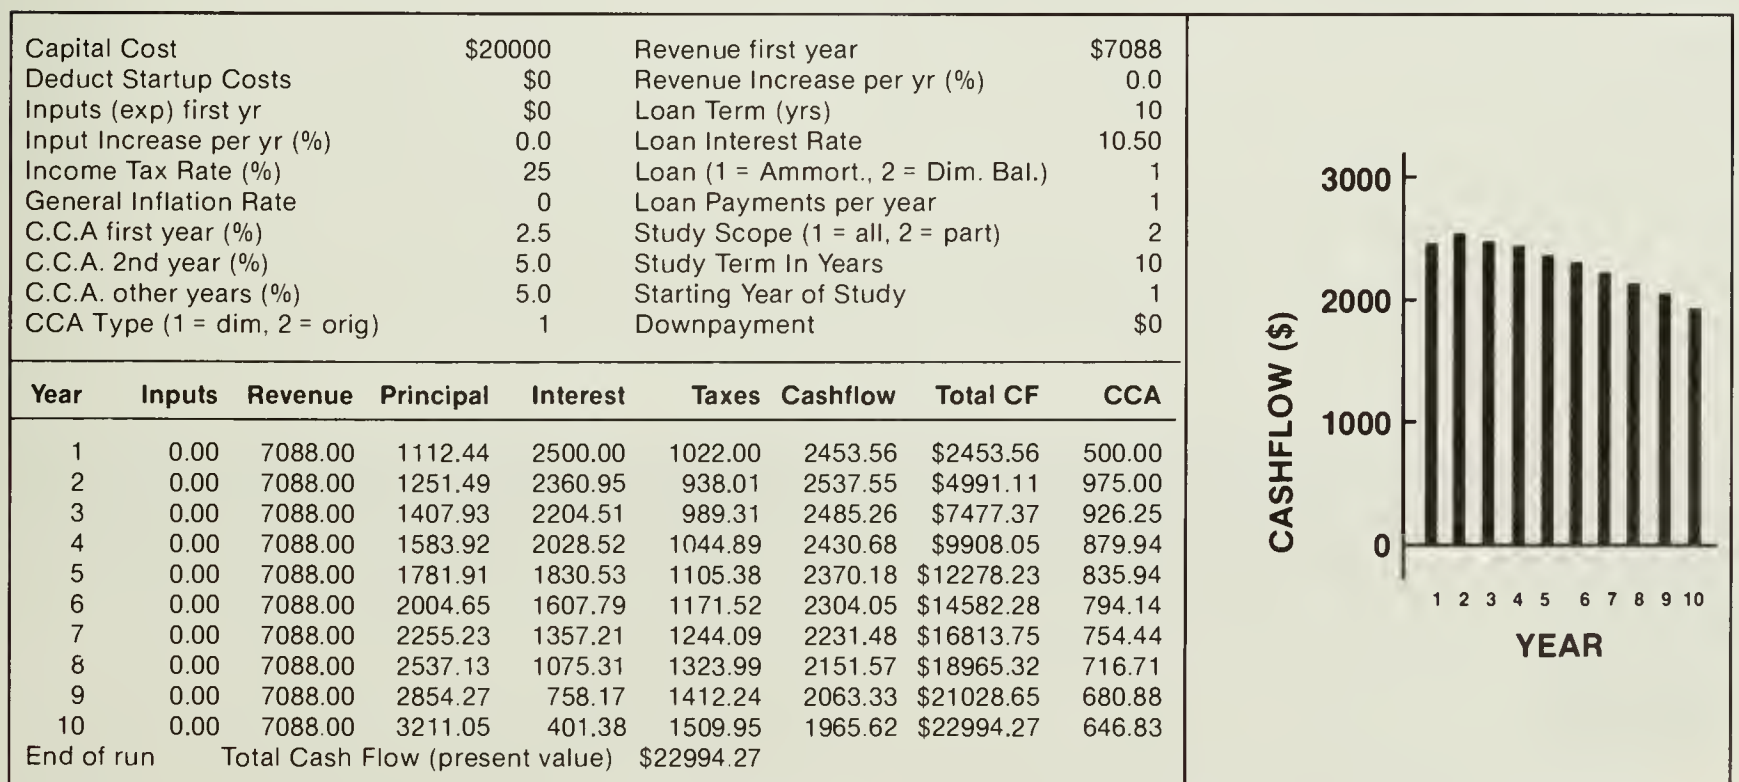 Capital Cost $20000 Revenue first year $7088
Deduct Startup Costs $0 Revenue Increase per yr (%) 0.0
Inputs (exp) first yr $0 Loan Term (yrs) 10
Input Increase per yr (%) 0.0 Loan Interest Rate 10.50
Income Tax Rate (%) 25 Loan (1 = Ammort., 2 = Dim. Bal.) 1
General Inflation Rate 0 Loan Payments per year 1
C.C.A first year (%) 2.5 Study Scope (1 = all, 2 = part) 2
C.C.A. 2nd year (%) 5.0 Study Term In Years 10
C.C.A. other years (%) 5.0 Starting Year of Study 1
CCA Type (1 = dim, 2 = orig) 1 Downpayment $0
Year Inputs Revenue Principal Interest Taxes Cashflow Total CF CCA
1 0.00 7088.00 1112.44 2500.00 1022.00 2453.56 $2453.56 500.00
2 0.00 7088.00 1251.49 2360.95 938.01 2537.55 $4991.11 975.00
3 0.00 7088.00 1407.93 2204.51 989.31 2485.26 $7477.37 926.25
4 0.00 7088.00 1583.92 2028.52 1044.89 2430.68 $9908.05 879.94
5 0.00 7088.00 1781.91 1830.53 1105.38 2370.18 $12278.23 835.94
6 0.00 7088.00 2004.65 1607.79 1171.52 2304.05 $14582.28 794.14
7 0.00 7088.00 2255.23 1357.21 1244.09 2231.48 $16813.75 754.44
8 0.00 7088.00 2537.13 1075.31 1323.99 2151.57 $18965.32 716.71
9 0.00 7088.00 2854.27 758.17 1412.24 2063.33 $21028.65 680.88
10 0.00 7088.00 3211.05 401.38 1509.95 1965.62 $22994.27 646.83
End of run Total Cash Flow (present value) $22994.27
CASHFLOW ($)
3000
2000
1000
0
1 2 3 4 5 6 7 8 9 10
YEAR